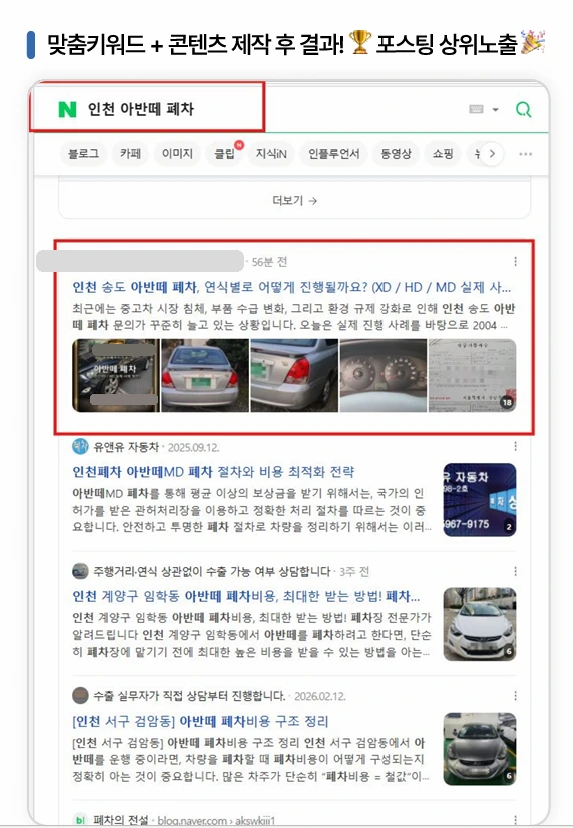 맞춤키워드 + 콘텐츠 제작 후 결과!🏆 포스팅 상위노출🎉
N 인천 아반떼 폐차
블로그 카페 이미지 클립 N 지식iN 인플루언서 동영상 쇼핑
더보기 →
· 56분 전
인천 송도 아반떼 폐차, 연식별로 어떻게 진행될까요? (XD / HD / MD 실제 사...
최근에는 중고차 시장 침체, 부품 수급 변화, 그리고 환경 규제 강화로 인해 인천 송도 아반
떼 폐차 문의가 꾸준히 늘고 있는 상황입니다. 오늘은 실제 진행 사례를 바탕으로 2004 ...
아반떼 폐차
18
유앤유 자동차 · 2025.09.12.
인천폐차 아반떼MD 폐차 절차와 비용 최적화 전략
아반떼MD 폐차를 통해 평균 이상의 보상금을 받기 위해서는, 국가의 인
허가를 받은 관허처리장을 이용하고 정확한 처리 절차를 따르는 것이 중
요합니다. 안전하고 투명한 폐차 절차로 차량을 정리하기 위해서는 이러...
유 자동차
98-2호
폐차 상
5967-9175
2
주행거리·연식 상관없이 수출 가능 여부 상담합니다 · 3주 전
인천 계양구 임학동 아반떼 폐차비용, 최대한 받는 방법! 폐차...
인천 계양구 임학동 아반떼 폐차비용, 최대한 받는 방법! 폐차장 전문가가
알려드립니다 인천 계양구 임학동에서 아반떼를 폐차하려고 한다면, 단순
히 폐차장에 맡기기 전에 최대한 높은 비용을 받을 수 있는 방법을 아는...
6
수출 실무자가 직접 상담부터 진행합니다. · 2026.02.12.
[인천 서구 검암동] 아반떼 폐차비용 구조 정리
[인천 서구 검암동] 아반떼 폐차비용 구조 정리 인천 서구 검암동에서 아
반떼를 운행 중이라면, 차량을 폐차할 때 폐차비용이 어떻게 구성되는지
정확히 아는 것이 중요합니다. 많은 차주가 단순히 “폐차비용 = 철값”이...
6
폐차의 전설 · blog.naver.com › akswkiii1